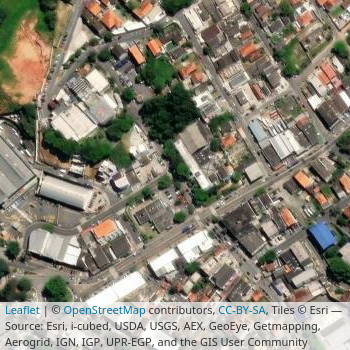 Leaflet | © OpenStreetMap contributors, CC-BY-SA, Tiles © Esri —
Source: Esri, i-cubed, USDA, USGS, AEX, GeoEye, Getmapping,
Aerogrid, IGN, IGP, UPR-EGP, and the GIS User Community